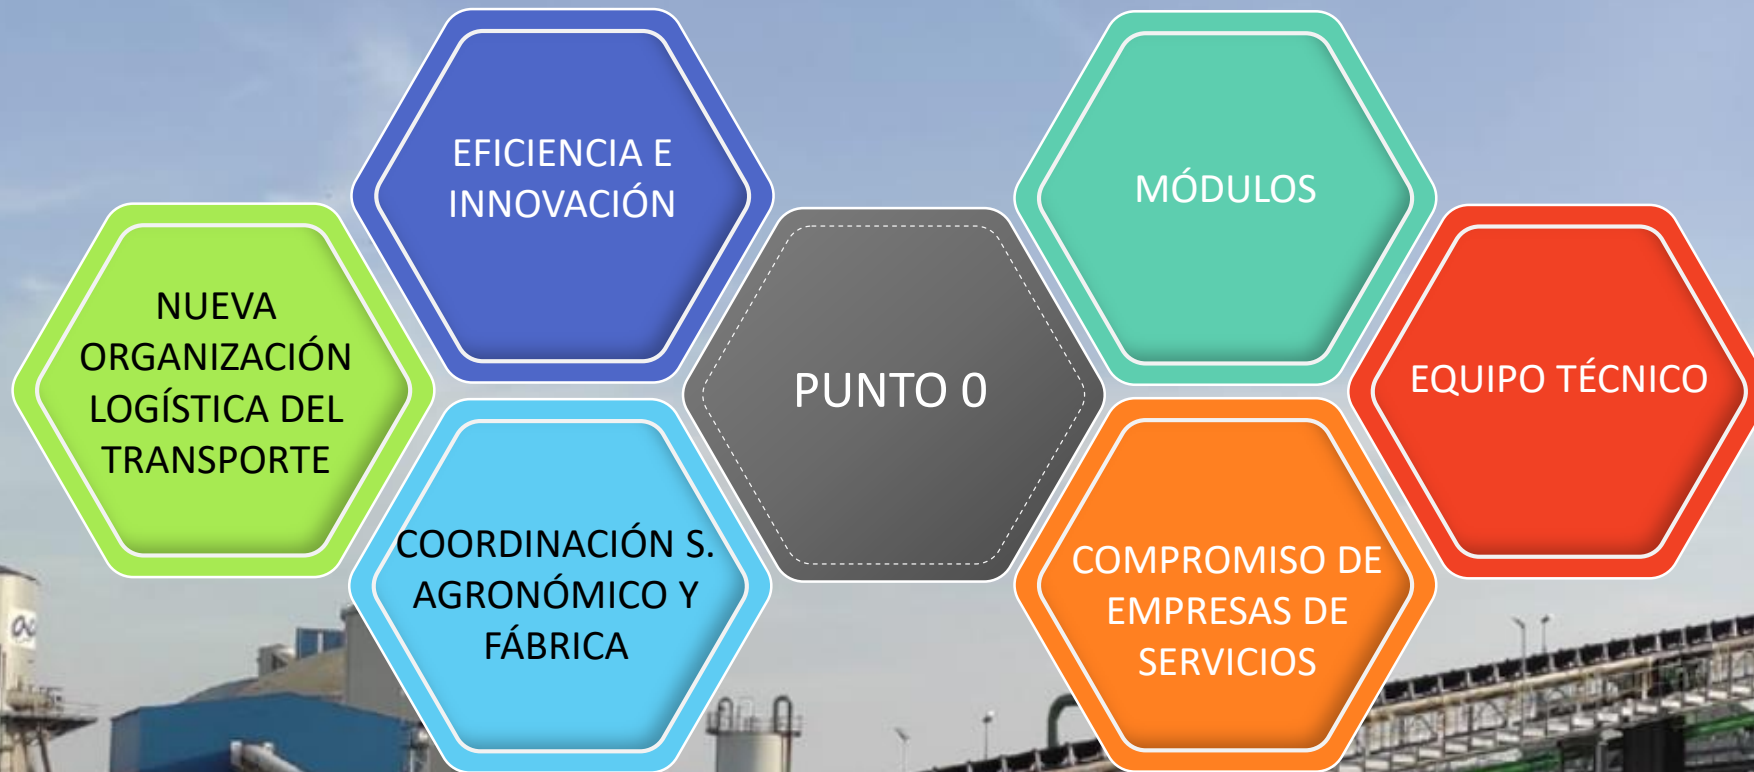 EFICIENCIA E
INNOVACIÓN
MÓDULOS
NUEVA
ORGANIZACIÓN
LOGÍSTICA DEL
TRANSPORTE
PUNTO 0
EQUIPO TÉCNICO
COORDINACIÓN S.
AGRONÓMICO Y
FÁBRICA
COMPROMISO DE
EMPRESAS DE
SERVICIOS